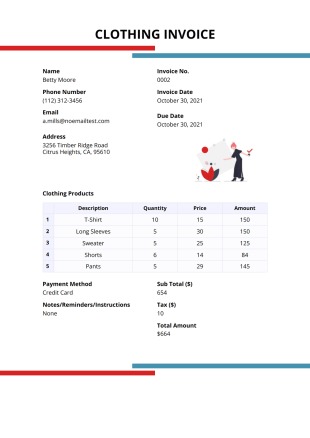 CLOTHING INVOICE
Name
Betty Moore
Phone Number
(112) 312-3456
Email
a.mills@nowmailtest.com
Address
3256 Timber Ridge Road
Citrus Heights, CA, 95610
Invoice No.
0002
Invoice Date
October 30, 2021
Due Date
October 30, 2021
Clothing Products
Description Quantity Price Amount
1 T-Shirt 10 15 150
2 Long Sleeves 5 30 150
3 Sweater 5 25 125
4 Shorts 6 14 84
5 Pants 5 29 145
Payment Method
Credit Card
Notes/Reminders/Instructions
None
Sub Total ($)
654
Tax ($)
10
Total Amount
$664